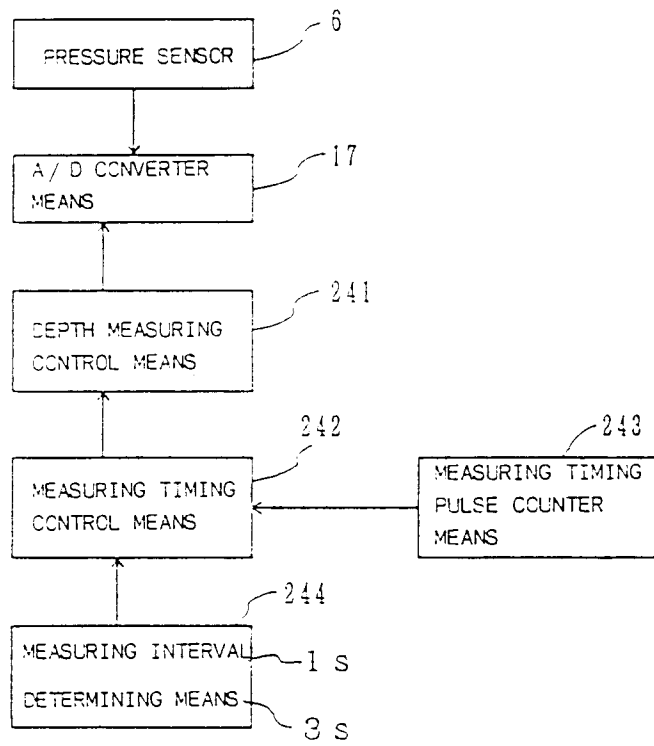 6
PRESSURE SENSOR
17
A/D CONVERTER
MEANS
241
DEPTH MEASURING
CONTROL MEANS
242
MEASURING TIMING
CONTROL MEANS
243
MEASURING TIMING
PULSE COUNTER
MEANS
244
MEASURING INTERVAL
1 S
DETERMINING MEANS
3 S